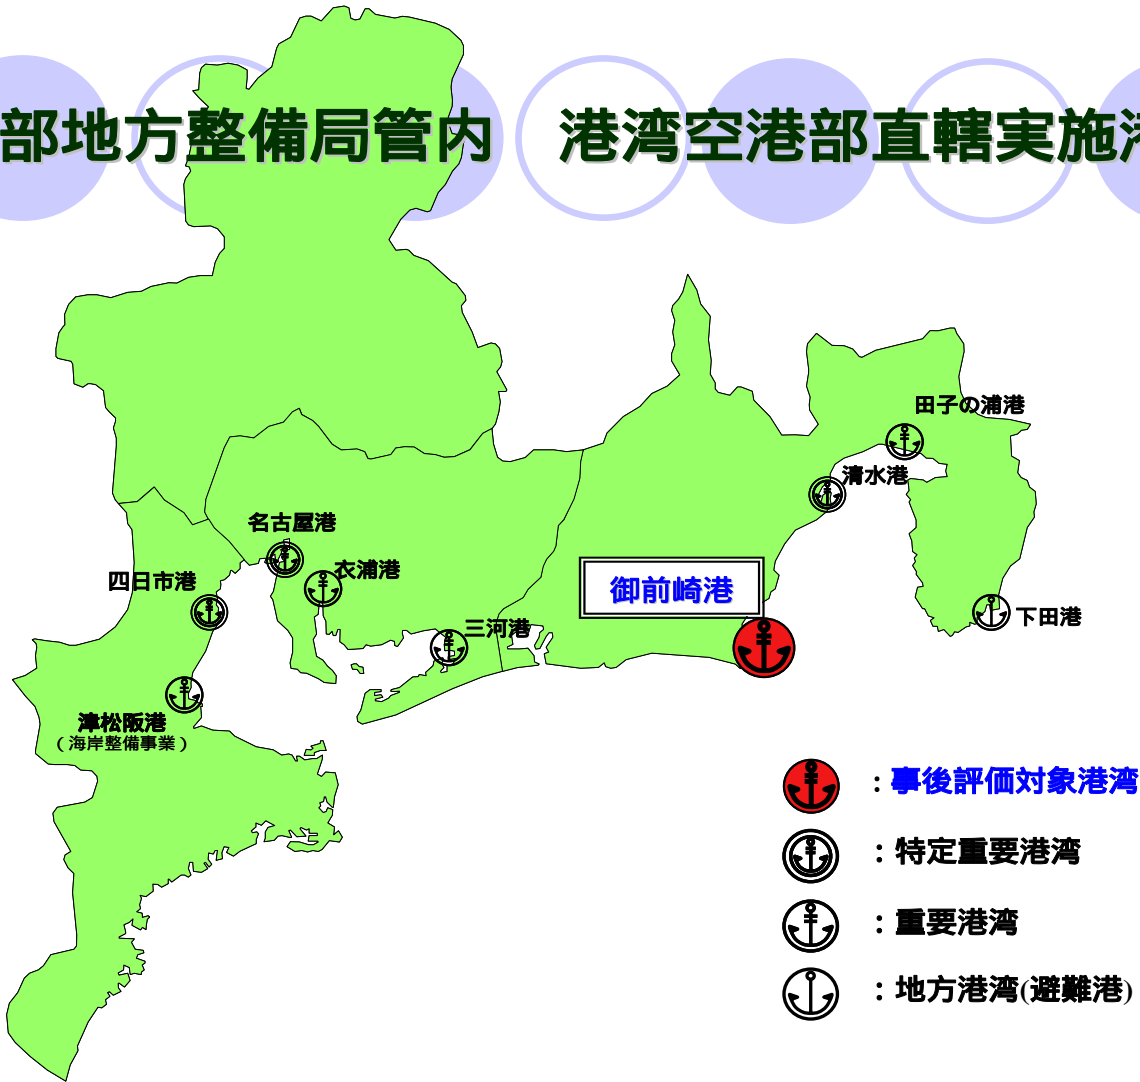 部地方整備局管内　港湾空港部直轄実施
田子の浦港
清水港
名古屋港
衣浦港
四日市港
御前崎港
下田港
三河港
津松阪港
（海岸整備事業）
：事後評価対象港湾
：特定重要港湾
：重要港湾
：地方港湾(避難港)